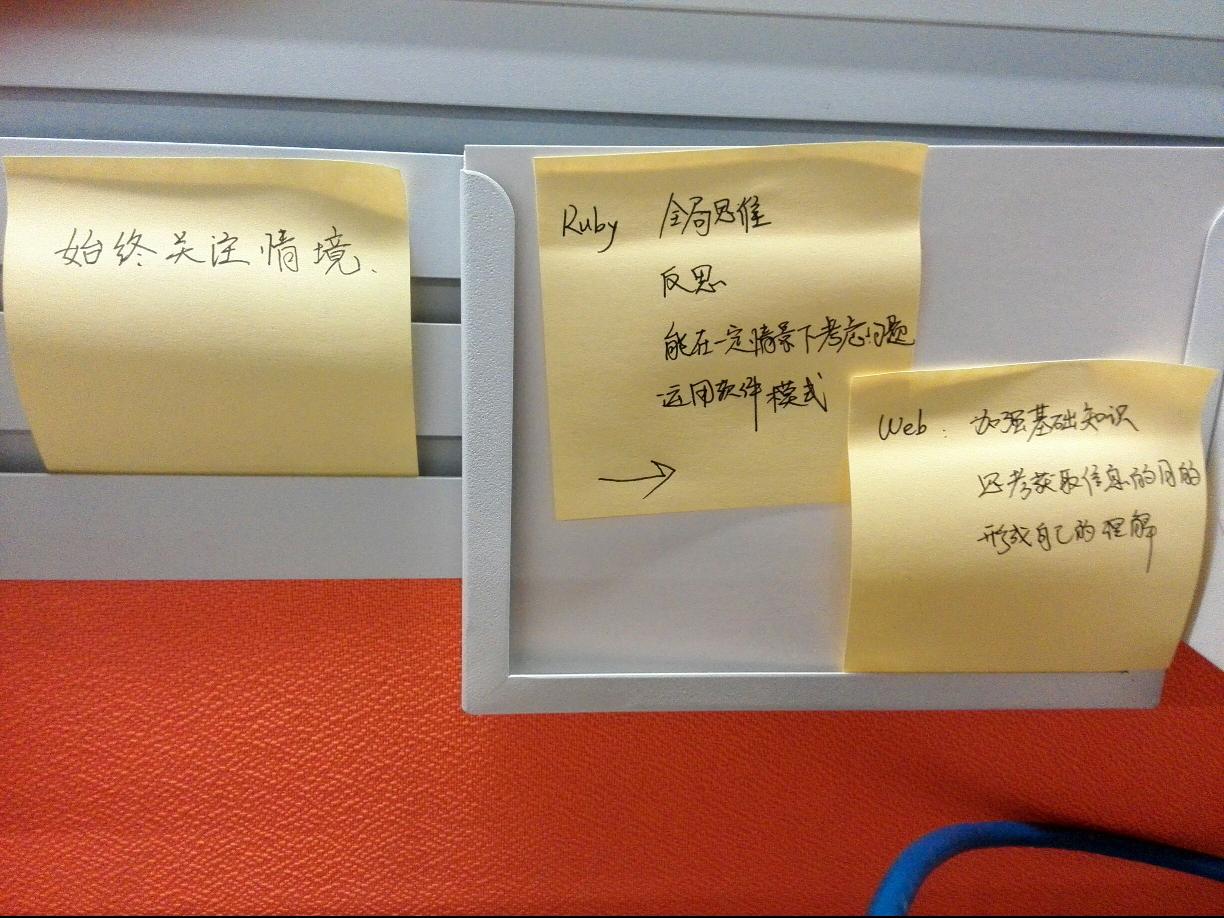 始终关注情境、
Ruby 全局思维
反思
能在一定情景下考虑问题
运用软件模式
→
Web: 加强基础知识
思考获取信息的目的
形成自己的理解